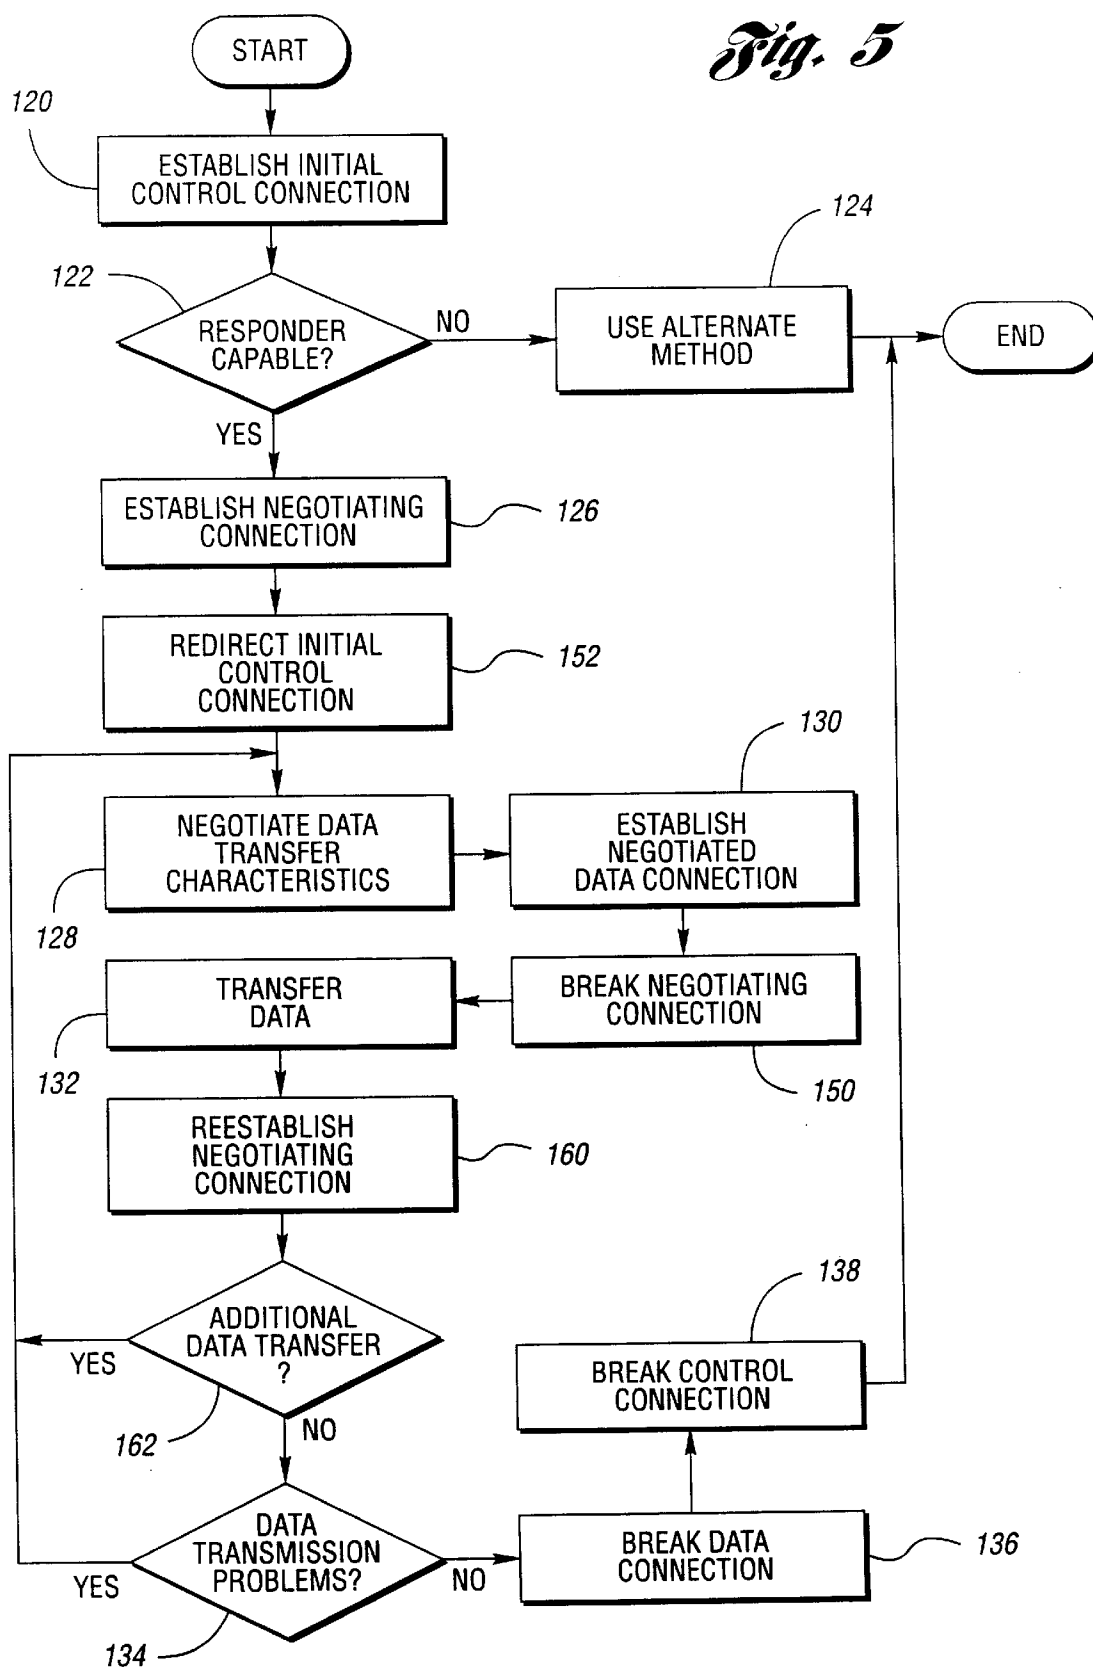 Fig. 5
START
120
ESTABLISH INITIAL
CONTROL CONNECTION
124
122
RESPONDER
CAPABLE?
NO
USE ALTERNATE
METHOD
END
YES
ESTABLISH NEGOTIATING
CONNECTION
126
REDIRECT INITIAL
CONTROL
CONNECTION
152
130
NEGOTIATE DATA
TRANSFER
CHARACTERISTICS
ESTABLISH
NEGOTIATED
DATA CONNECTION
128
TRANSFER
DATA
BREAK NEGOTIATING
CONNECTION
132
150
REESTABLISH
NEGOTIATING
CONNECTION
160
138
ADDITIONAL
DATA TRANSFER
?
YES
BREAK CONTROL
CONNECTION
162
NO
DATA
TRANSMISSION
PROBLEMS?
YES
NO
BREAK DATA
CONNECTION
136
134